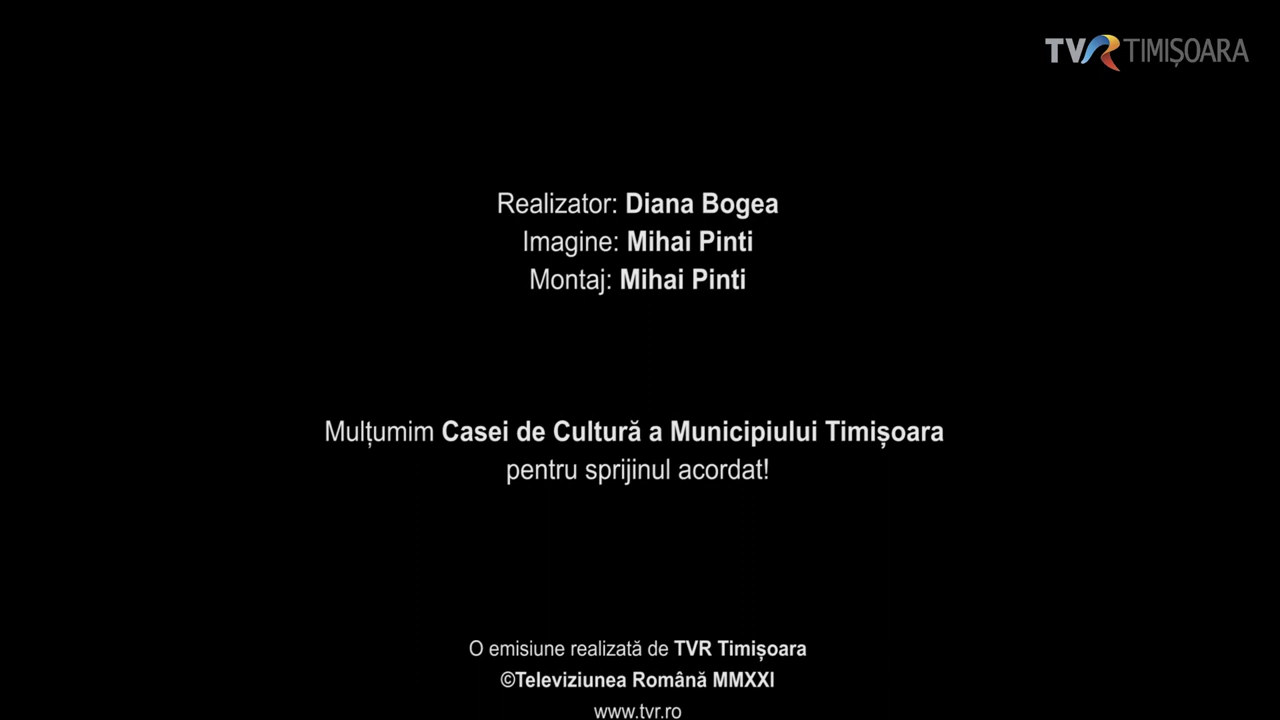 TVR TIMIȘOARA
Realizator: Diana Bogea
Imagine: Mihai Pinti
Montaj: Mihai Pinti
Mulțumim Casei de Cultură a Municipiului Timișoara
pentru sprijinul acordat!
O emisiune realizată de TVR Timișoara
©Televiziunea Română MMXXI
www.tvr.ro